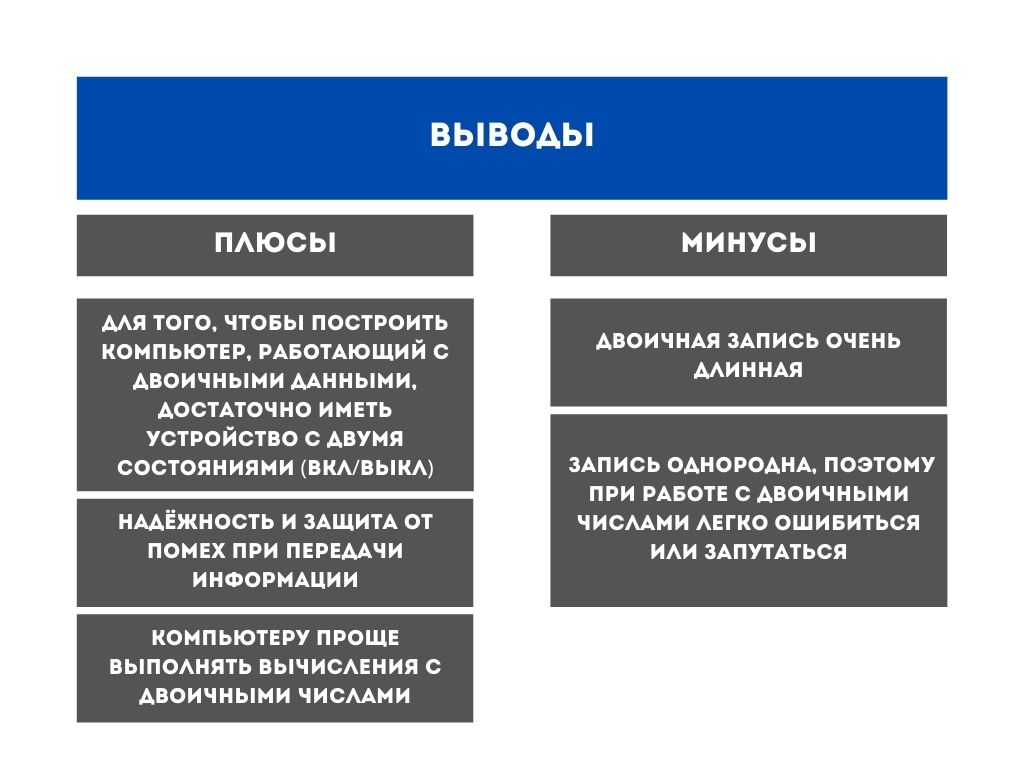 ВЫВОДЫ
ПЛЮСЫ
ДЛЯ ТОГО, ЧТОБЫ ПОСТРОИТЬ
КОМПЬЮТЕР, РАБОТАЮЩИЙ С
ДВОИЧНЫМИ ДАННЫМИ,
ДОСТАТОЧНО ИМЕТЬ
УСТРОЙСТВО С ДВУМЯ
СОСТОЯНИЯМИ (ВКЛ/ВЫКЛ)
НАДЁЖНОСТЬ И ЗАЩИТА ОТ
ПОМЕХ ПРИ ПЕРЕДАЧИ
ИНФОРМАЦИИ
КОМПЬЮТЕРУ ПРОЩЕ
ВЫПОЛНЯТЬ ВЫЧИСЛЕНИЯ С
ДВОИЧНЫМИ ЧИСЛАМИ
МИНУСЫ
ДВОИЧНАЯ ЗАПИСЬ ОЧЕНЬ
ДЛИННАЯ
ЗАПИСЬ ОДНОРОДНА, ПОЭТОМУ
ПРИ РАБОТЕ С ДВОИЧНЫМИ
ЧИСЛАМИ ЛЕГКО ОШИБИТЬСЯ
ИЛИ ЗАПУТАТЬСЯ